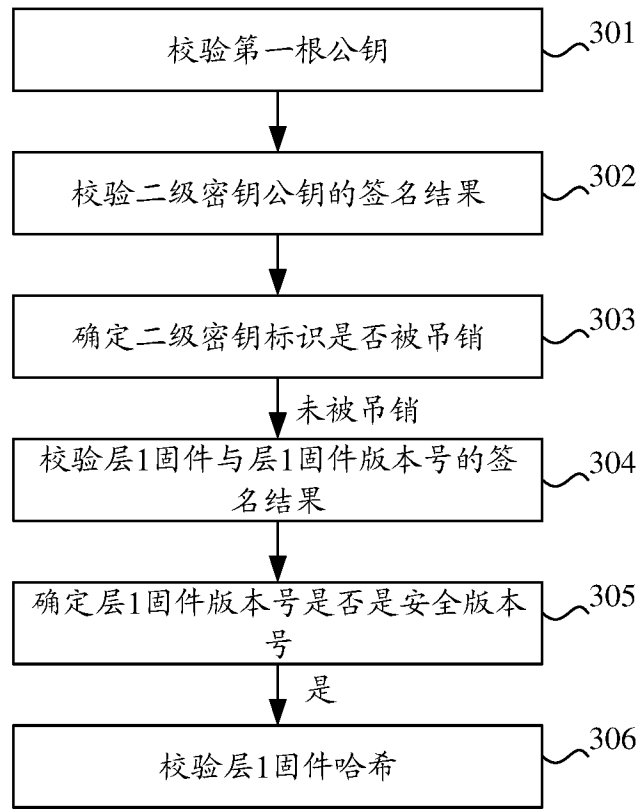 校验第一根公钥
301
校验二级密钥公钥的签名结果
302
确定二级密钥标识是否被吊销
303
未被吊销
校验层1固件与层1固件版本号的签
名结果
304
确定层1固件版本号是否是安全版本
号
305
是
校验层1固件哈希
306